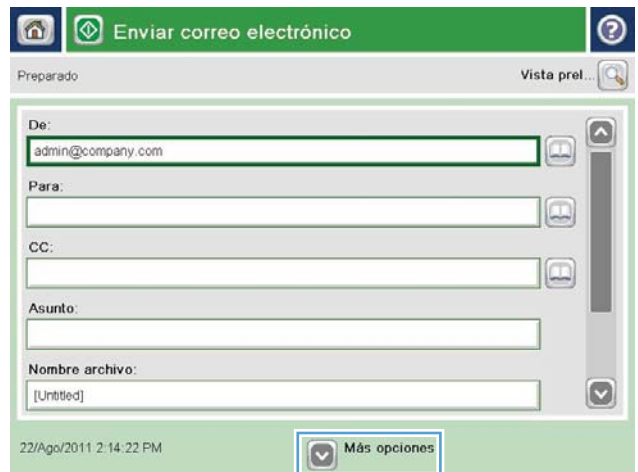 Enviar correo electrónico
Preparado
Vista prel...
De:
admin@company.com
Para:
CC:
Asunto:
Nombre archivo:
[Untitled]
22/Ago/2011 2:14:22 PM
Más opciones